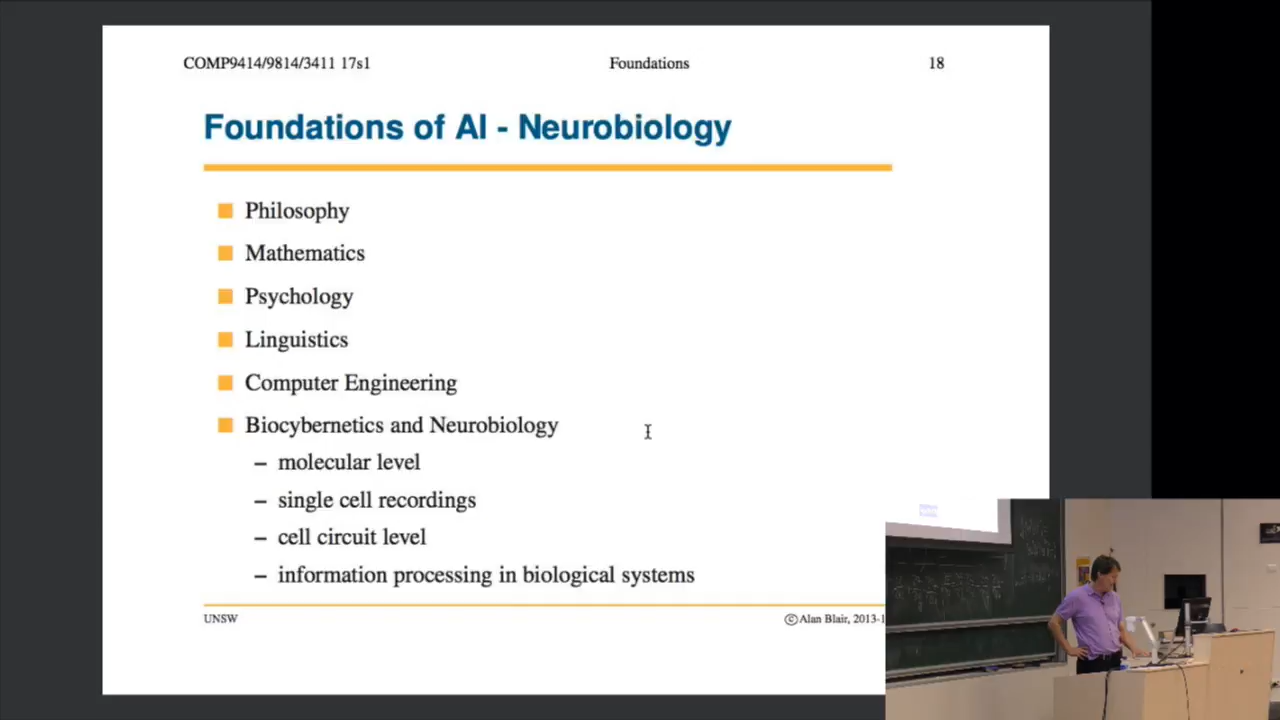 COMP9414/9814/3411 17s1 Foundations 18
Foundations of AI - Neurobiology
Philosophy
Mathematics
Psychology
Linguistics
Computer Engineering
Biocybernetics and Neurobiology
– molecular level
– single cell recordings
– cell circuit level
– information processing in biological systems
UNSW ©Alan Blair, 2013-1